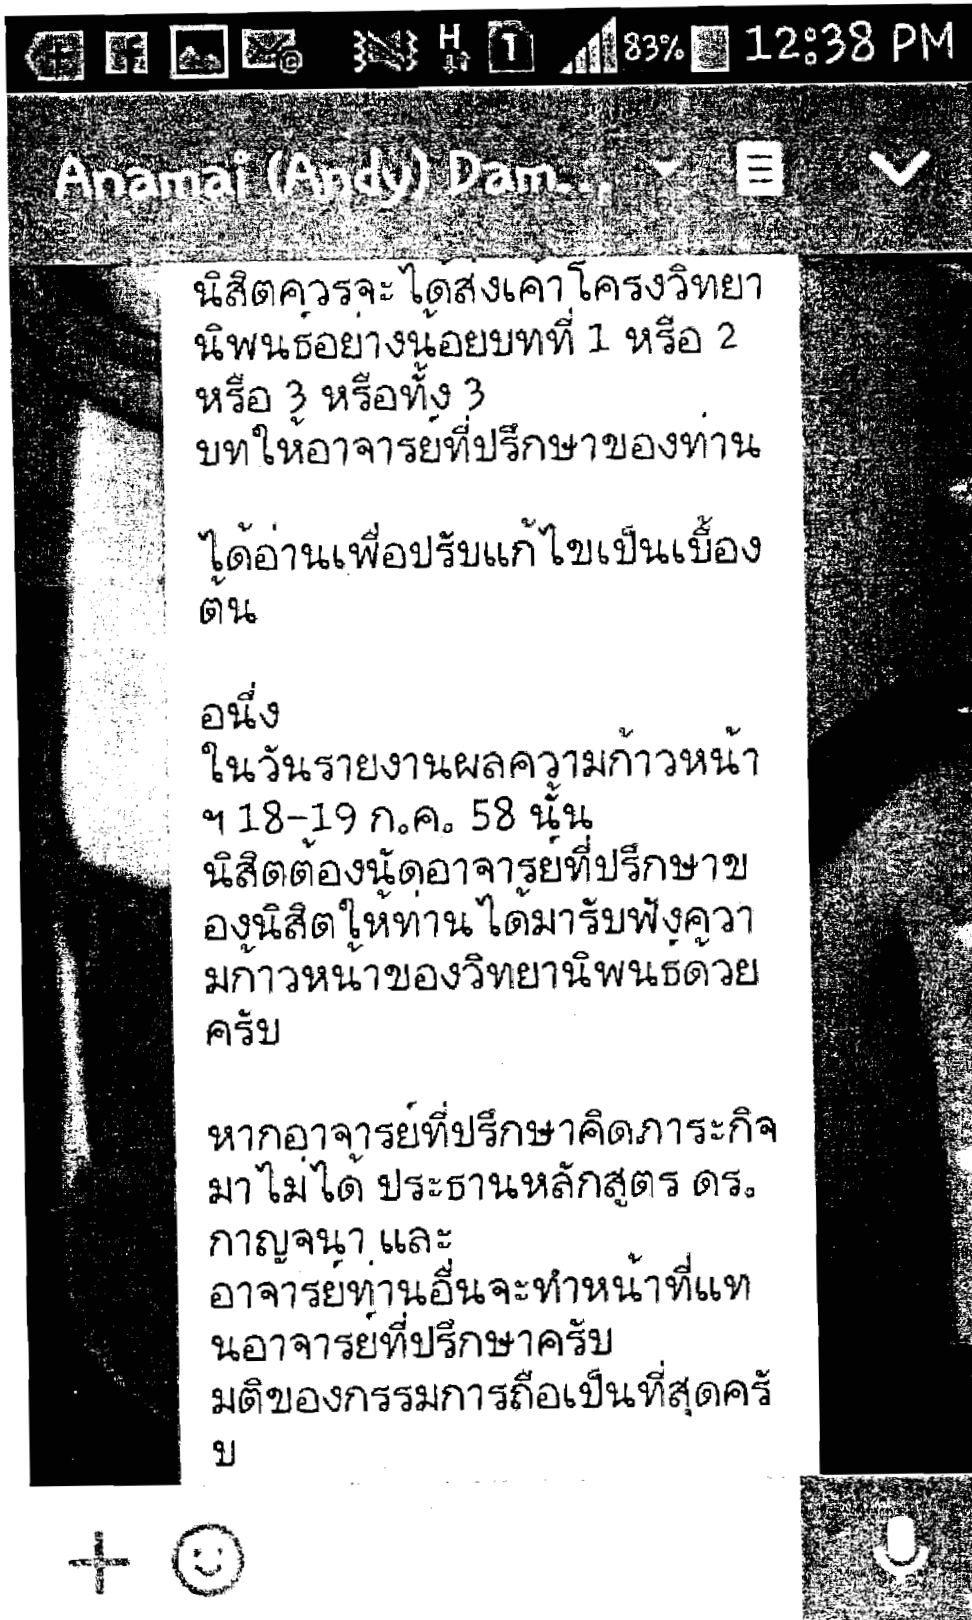 83% 12:38 PM
Anamai (Andy) Dam...
นิสิตควรจะได้ส่งเคาโครงวิทยา
นิพนธ์อย่างน้อยบทที่ 1 หรือ 2
หรือ 3 หรือทั้ง 3
บทให้อาจารย์ที่ปรึกษาของท่าน
ได้อ่านเพื่อปรับแก้ไขเป็นเบื้อง
ต้น
อนึ่ง
ในวันรายงานผลความก้าวหน้า
ฯ 18-19 ก.ค. 58 นั้น
นิสิตต้องนัดอาจารย์ที่ปรึกษาข
องนิสิตให้ท่านได้มารับฟังควา
มก้าวหน้าของวิทยานิพนธ์ด้วย
ครับ
หากอาจารย์ที่ปรึกษาคิดภาระกิจ
มาไม่ได้ ประธานหลักสูตร ดร.
กาญจนา และ
อาจารย์ท่านอื่นจะทำหน้าที่แท
นอาจารย์ที่ปรึกษาครับ
มติของกรรมการถือเป็นที่สุดครั
บ